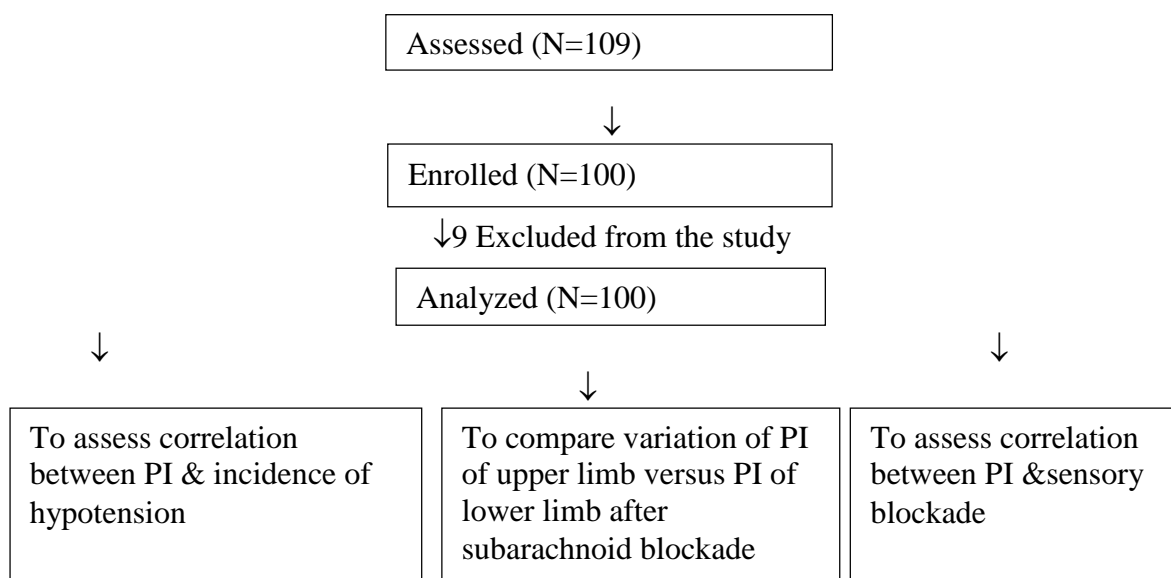 Assessed (N=109)
↓
Enrolled (N=100)
↓9 Excluded from the study
Analyzed (N=100)
↓ ↓ ↓
To assess correlation
between PI & incidence of
hypotension
To compare variation of PI
of upper limb versus PI of
lower limb after
subarachnoid blockade
To assess correlation
between PI &sensory
blockade